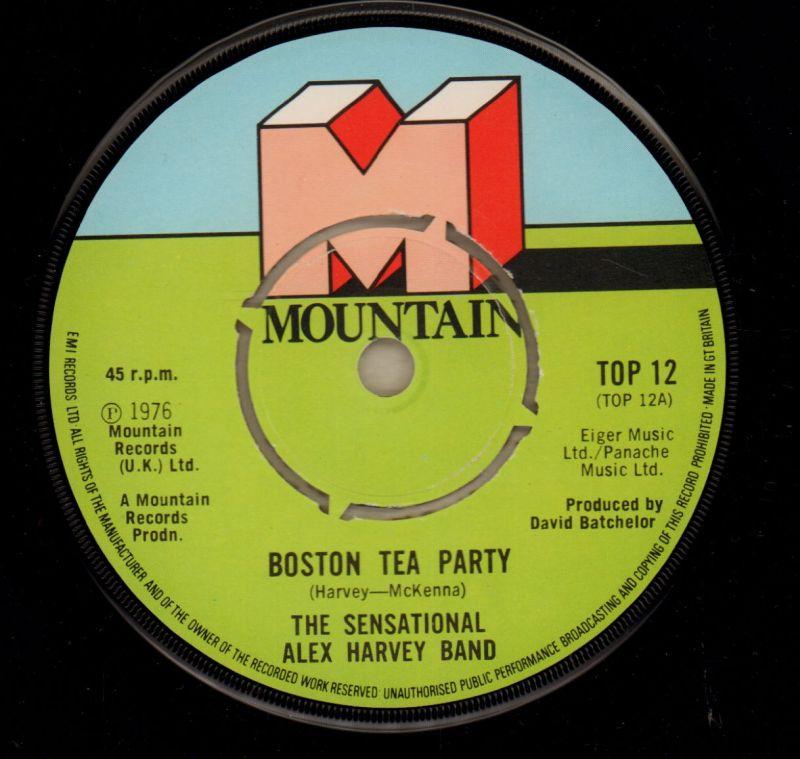 M
MOUNTAIN
45 r.p.m.
Ⓟ 1976
Mountain
Records
(U.K.) Ltd.
A Mountain
Records
Prodn.
TOP 12
(TOP 12A)
Eiger Music
Ltd./Panache
Music Ltd.
Produced by
David Batchelor
BOSTON TEA PARTY
(Harvey—McKenna)
THE SENSATIONAL
ALEX HARVEY BAND
EMI RECORDS LTD· ALL RIGHTS OF THE MANUFACTURER AND OF THE OWNER OF THE RECORDED WORK RESERVED· UNAUTHORISED PUBLIC PERFORMANCE BROADCASTING AND COPYING OF THIS RECORD PROHIBITED· MADE IN GT BRITAIN